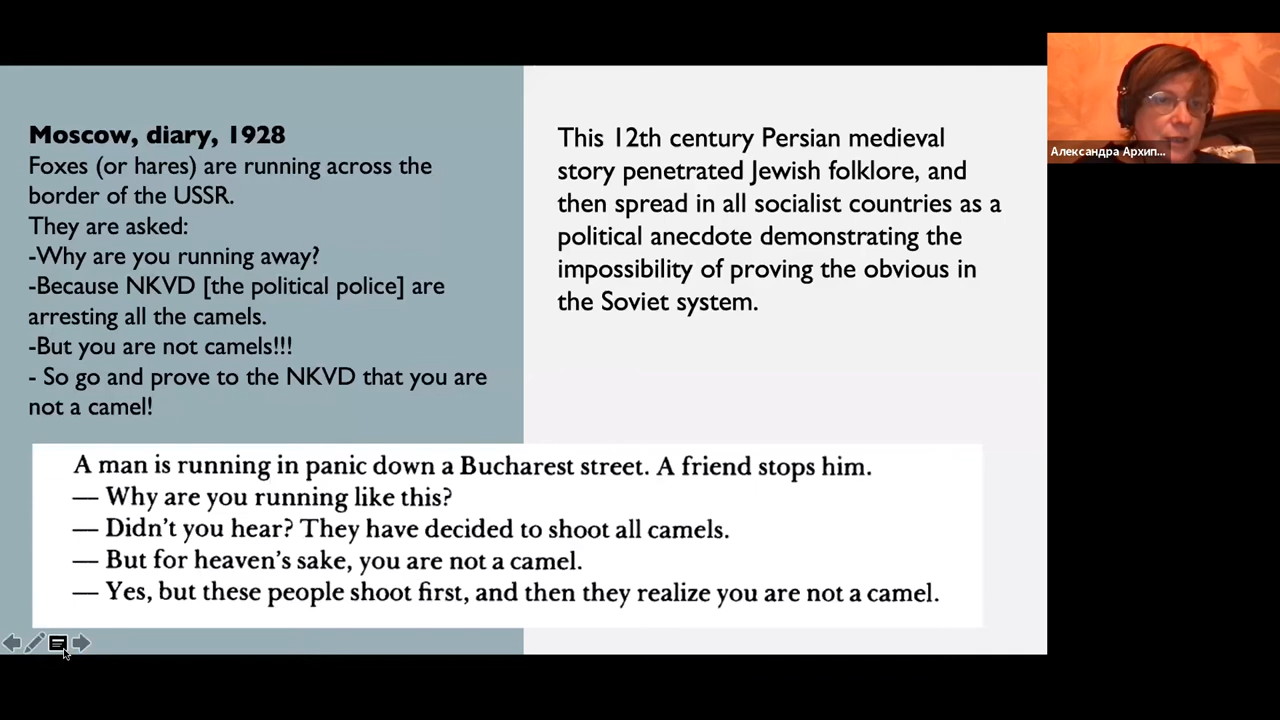 Moscow, diary, 1928
Foxes (or hares) are running across the
border of the USSR.
They are asked:
-Why are you running away?
-Because NKVD [the political police] are
arresting all the camels.
-But you are not camels!!!
- So go and prove to the NKVD that you are
not a camel!
This 12th century Persian medieval
story penetrated Jewish folklore, and
then spread in all socialist countries as a
political anecdote demonstrating the
impossibility of proving the obvious in
the Soviet system.
A man is running in panic down a Bucharest street. A friend stops him.
— Why are you running like this?
— Didn't you hear? They have decided to shoot all camels.
— But for heaven's sake, you are not a camel.
— Yes, but these people shoot first, and then they realize you are not a camel.
Александра Архип...